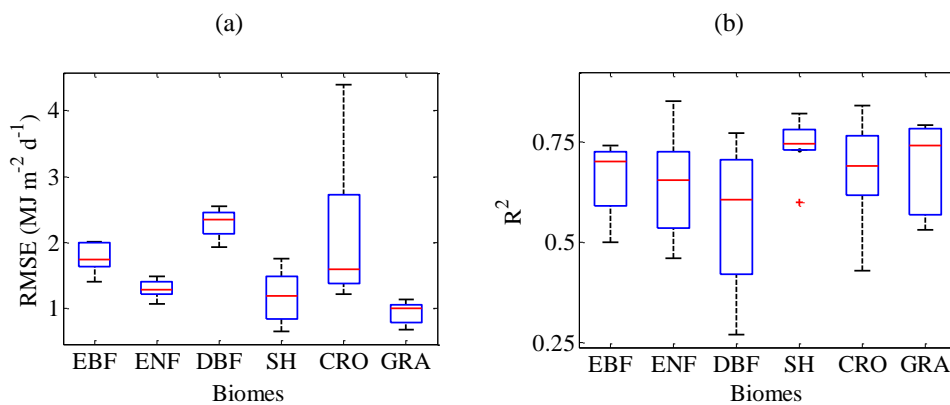 (a)
(b)
RMSE (MJ m⁻² d⁻¹)
4
3
2
1
EBF ENF DBF SH CRO GRA
Biomes
R²
0.75
0.5
0.25
EBF ENF DBF SH CRO GRA
Biomes